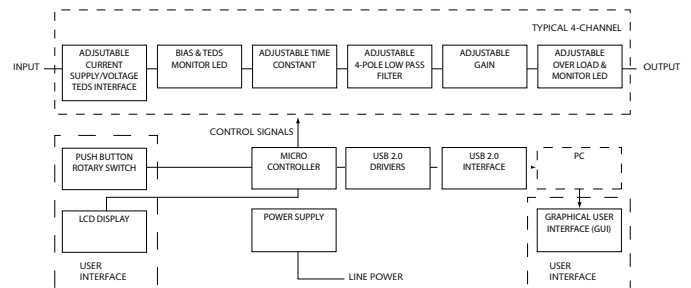 TYPICAL 4-CHANNEL
INPUT
ADJSUTABLE
CURRENT
SUPPLY/VOLTAGE
TEDS INTERFACE
BIAS & TEDS
MONITOR LED
ADJUSTABLE TIME
CONSTANT
ADJUSTABLE
4-POLE LOW PASS
FILTER
ADJUSTABLE
GAIN
ADJUSTABLE
OVER LOAD &
MONITOR LED
OUTPUT
CONTROL SIGNALS
PUSH BUTTON
ROTARY SWITCH
MICRO
CONTROLLER
USB 2.0
DRIVIERS
USB 2.0
INTERFACE
PC
LCD DISPLAY
POWER SUPPLY
GRAPHICAL USER
INTERFACE (GUI)
USER
INTERFACE
LINE POWER
USER
INTERFACE